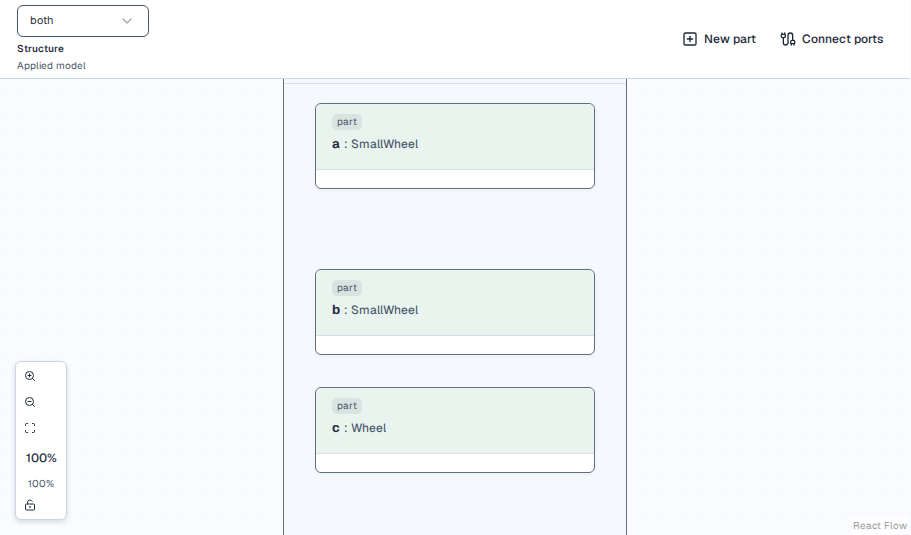 both
Structure
Applied model
New part
Connect ports
part
a : SmallWheel
part
b : SmallWheel
part
c : Wheel
100%
100%
React Flow